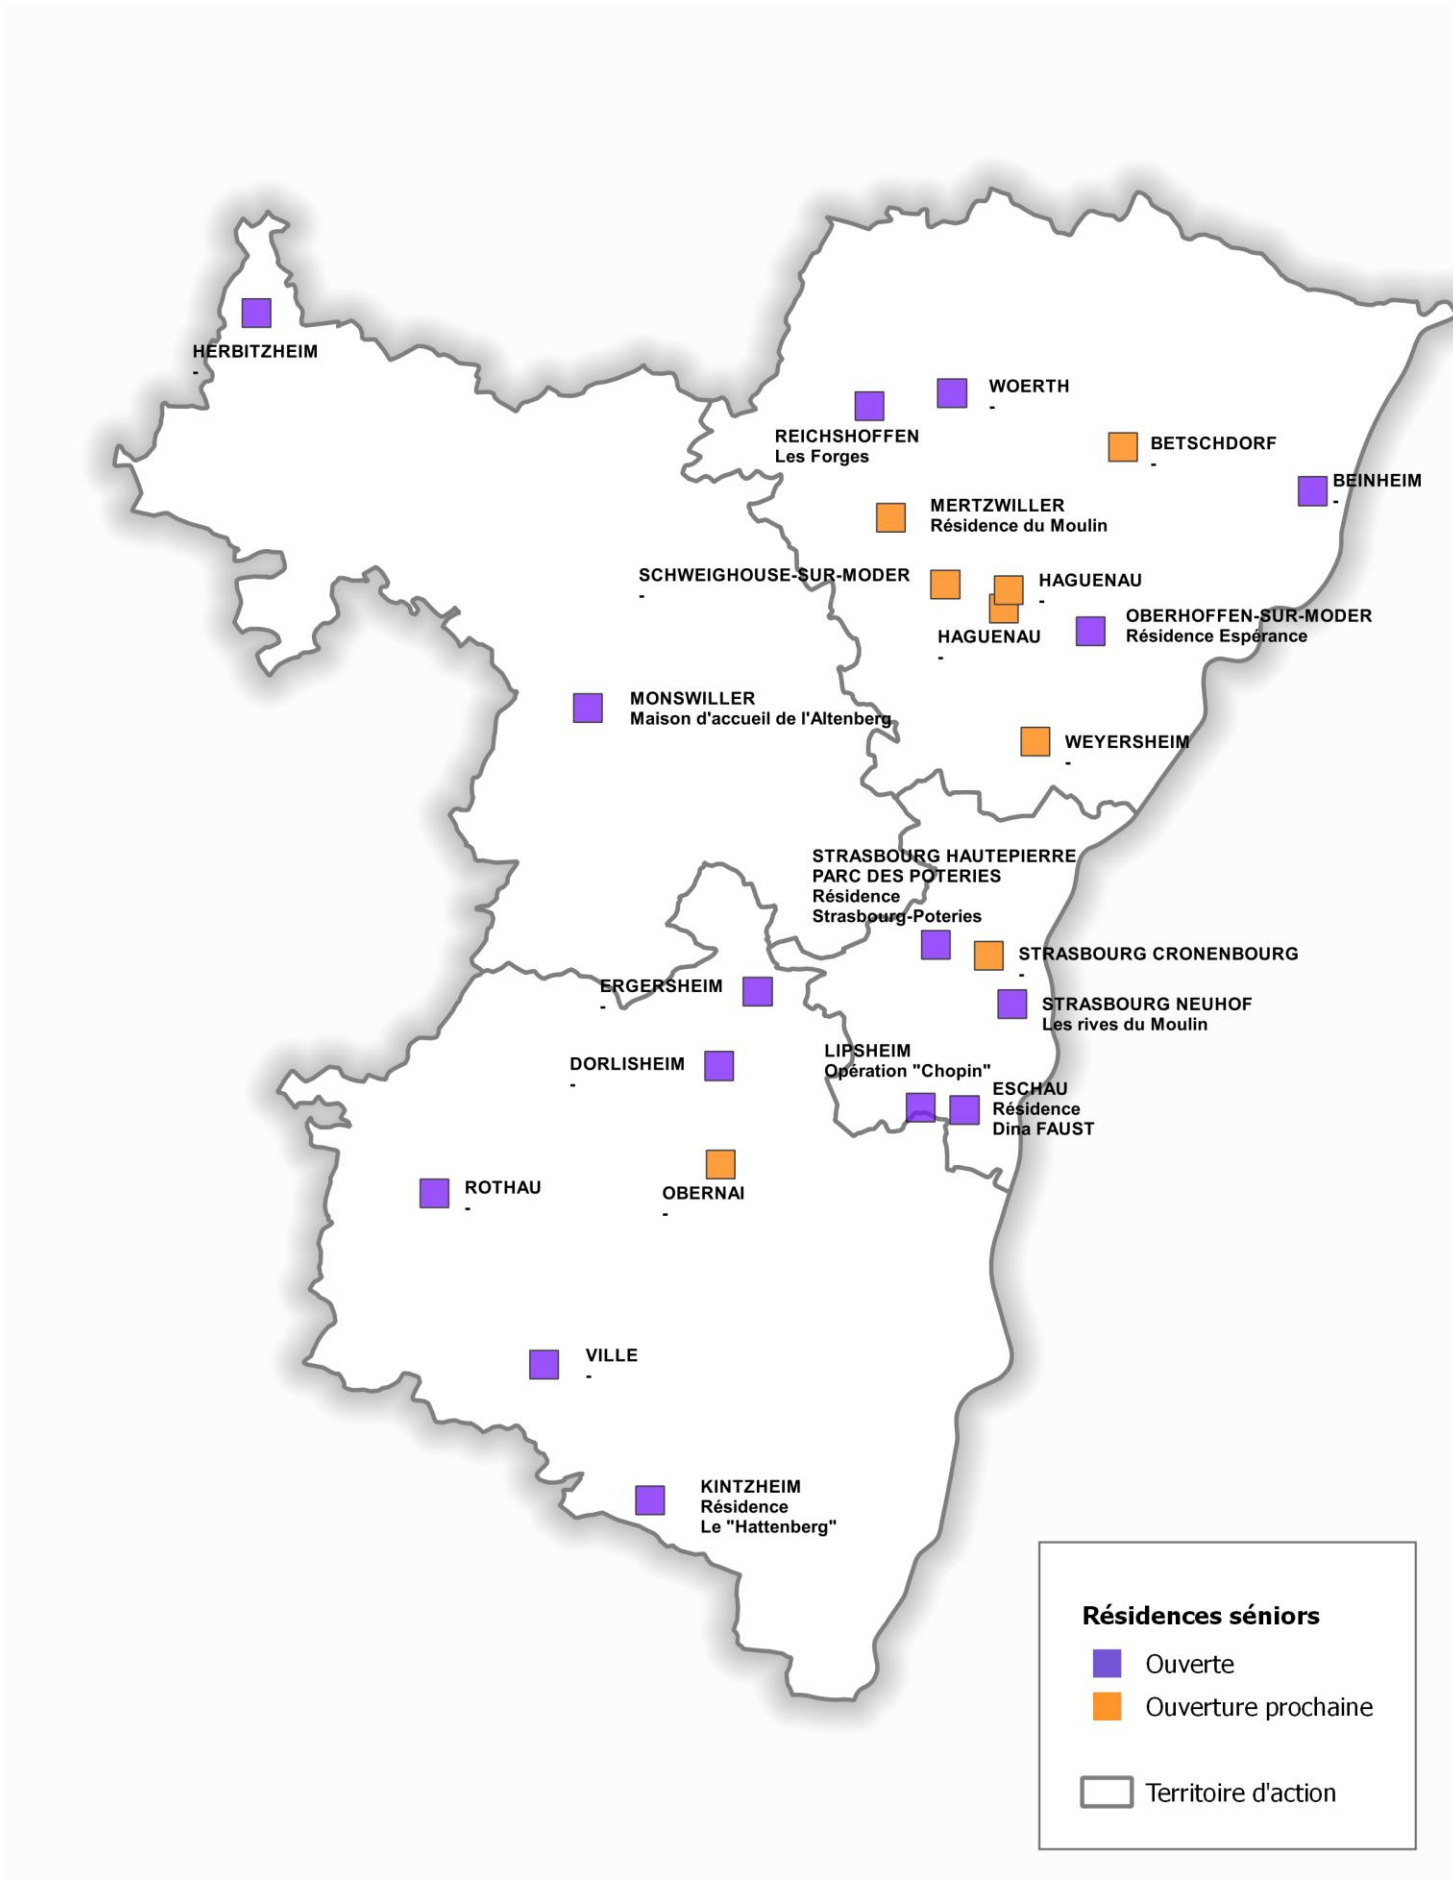 HERBITZHEIM
-
WOERTH
-
REICHSHOFFEN
Les Forges
BETSCHDORF
-
BEINHEIM
-
MERTZWILLER
Résidence du Moulin
SCHWEIGHOUSE-SUR-MODER
-
HAGUENAU
-
OBERHOFFEN-SUR-MODER
Résidence Espérance
HAGUENAU
-
MONSWILLER
Maison d'accueil de l'Altenberg
WEYERSHEIM
-
STRASBOURG HAUTEPIERRE
PARC DES POTERIES
Résidence
Strasbourg-Poteries
STRASBOURG CRONENBOURG
-
ERGERSHEIM
-
STRASBOURG NEUHOF
Les rives du Moulin
LIPSHEIM
Opération "Chopin"
DORLISHEIM
-
ESCHAU
Résidence
Dina FAUST
ROTHAU
-
OBERNAI
-
VILLE
-
KINTZHEIM
Résidence
Le "Hattenberg"
Résidences séniors
Ouverte
Ouverture prochaine
Territoire d'action